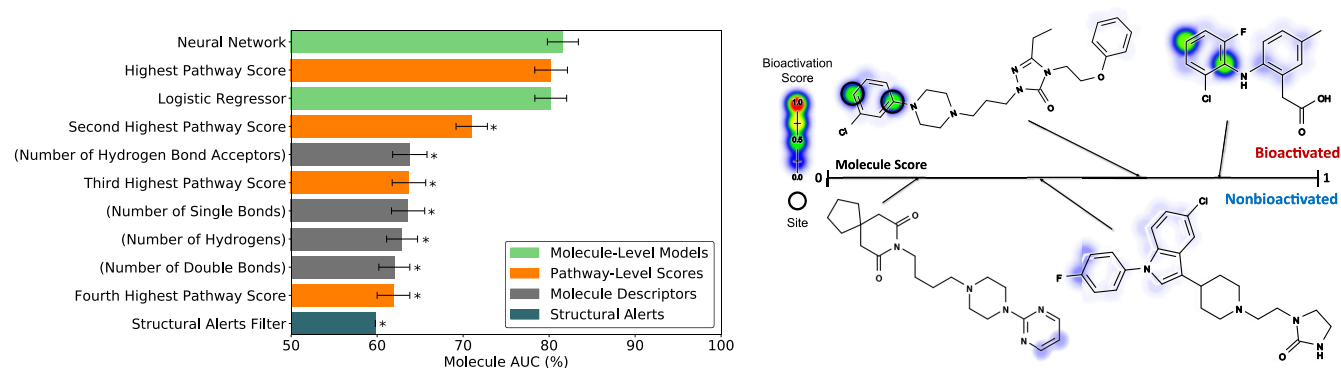 Neural Network
Highest Pathway Score
Logistic Regressor
Second Highest Pathway Score
*
(Number of Hydrogen Bond Acceptors)
*
Third Highest Pathway Score
*
(Number of Single Bonds)
*
(Number of Hydrogens)
*
(Number of Double Bonds)
*
Fourth Highest Pathway Score
*
Structural Alerts Filter
*
Molecule-Level Models
Pathway-Level Scores
Molecule Descriptors
Structural Alerts
50 60 70 80 90 100
Molecule AUC (%)
Bioactivation
Score
1.0
0.5
0.0
Site
Cl
N
N
N
N
N
O
O
F
Cl
N
H
OH
O
Bioactivated
Molecule Score
0 1
Nonbioactivated
O
N
O
N
N
N
N
Cl
F
N
N
N
O
N
H